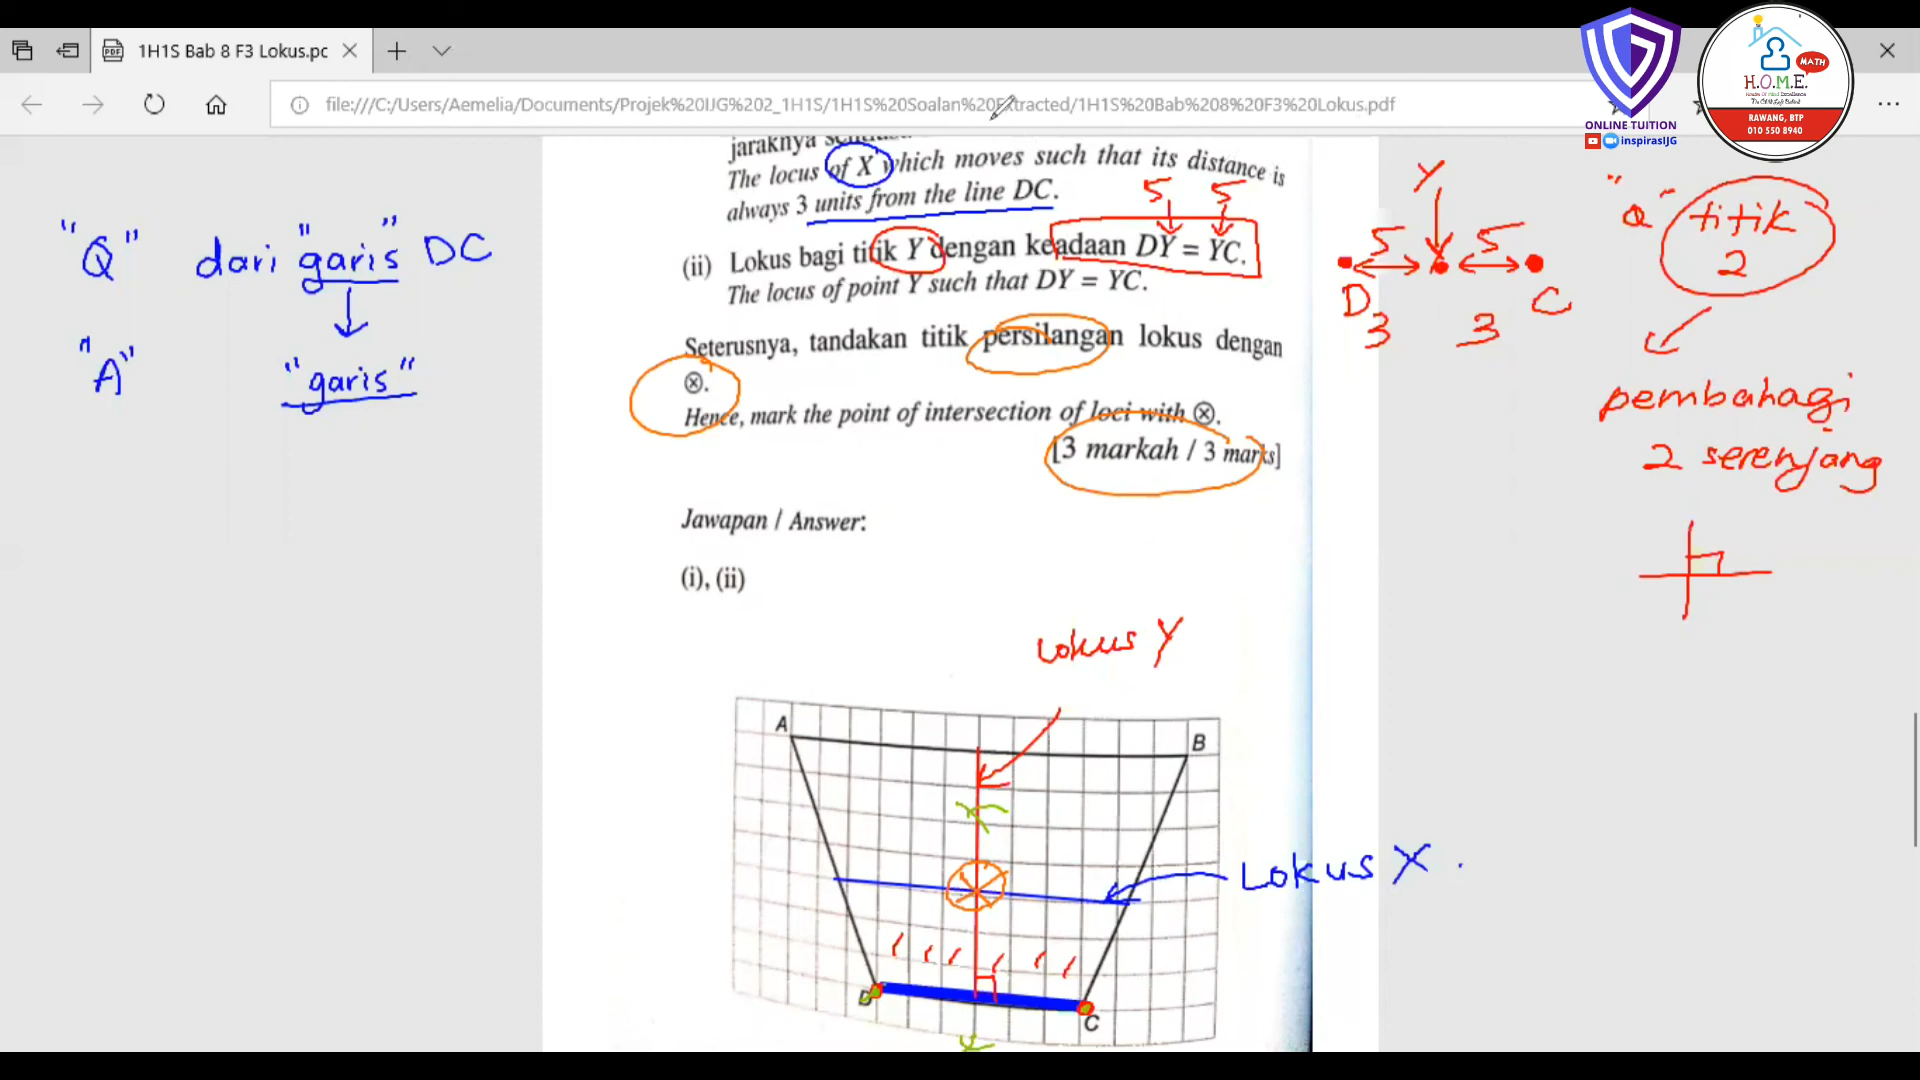 1H1S Bab 8 F3 Lokus.pc
file:///C:/Users/Aemelia/Documents/Projek%20IJG%202_1H1S/1H1S%20Soalan%20Extracted/1H1S%20Bab%208%20F3%20Lokus.pdf
ONLINE TUITION
inspirasiJG
MATH
H.O.M.E.
RAWANG, BTP
010 550 8940
jaraknya
The locus of X which moves such that its distance is
always 3 units from the line DC.
5 5
(ii) Lokus bagi titik Y dengan keadaan DY = YC.
The locus of point Y such that DY = YC.
Seterusnya, tandakan titik persilangan lokus dengan
⊗.
Hence, mark the point of intersection of loci with ⊗.
[3 markah / 3 marks]
Jawapan / Answer:
(i), (ii)
"Q" dari "garis" DC
"A" "garis"
Y
5 5
D C
3 3
"Q" titik
2
pembahagi
2 serenjang
Lokus Y
A
B
Lokus X
D
C